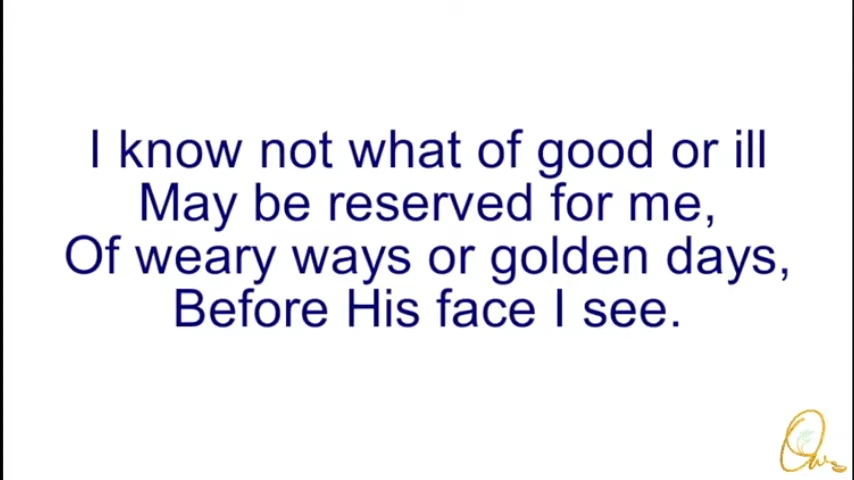 I know not what of good or ill
May be reserved for me,
Of weary ways or golden days,
Before His face I see.